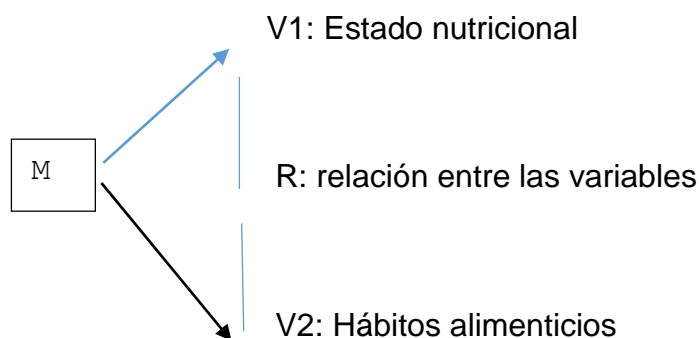 V1: Estado nutricional
M
R: relación entre las variables
V2: Hábitos alimenticios